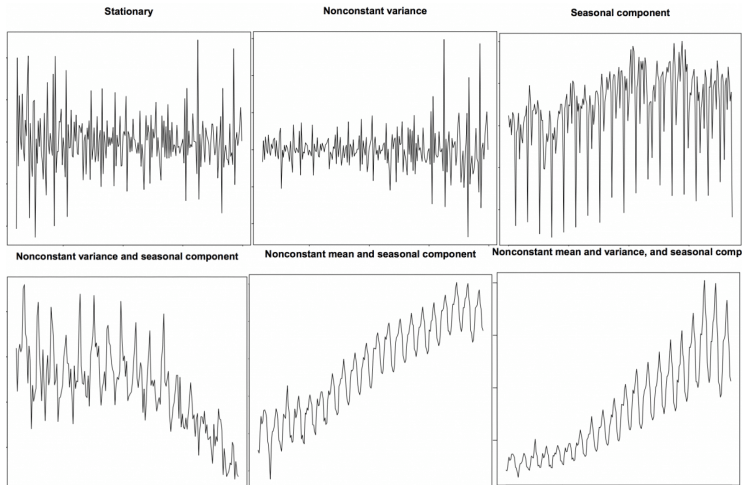 Stationary
Nonconstant variance
Seasonal component
Nonconstant variance and seasonal component
Nonconstant mean and seasonal component
Nonconstant mean and variance, and seasonal comp